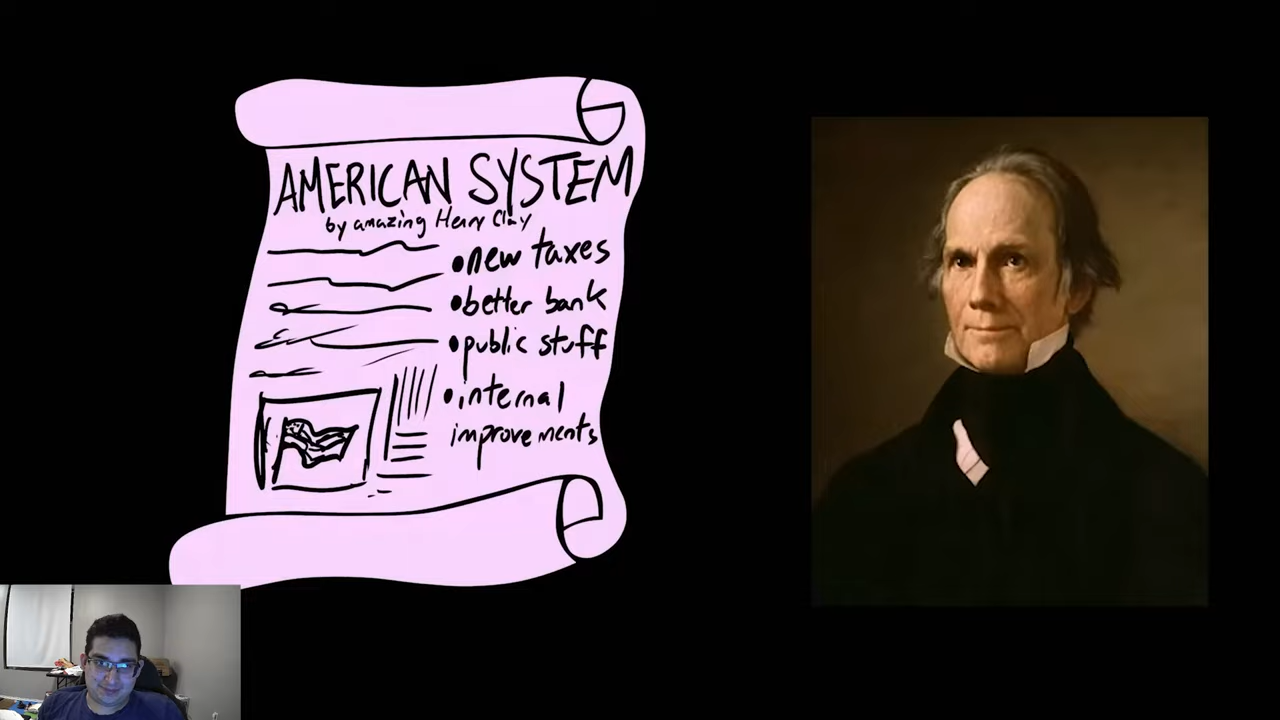 AMERICAN SYSTEM
by amazing Henry Clay
•new taxes
•better bank
•public stuff
•internal
improvements